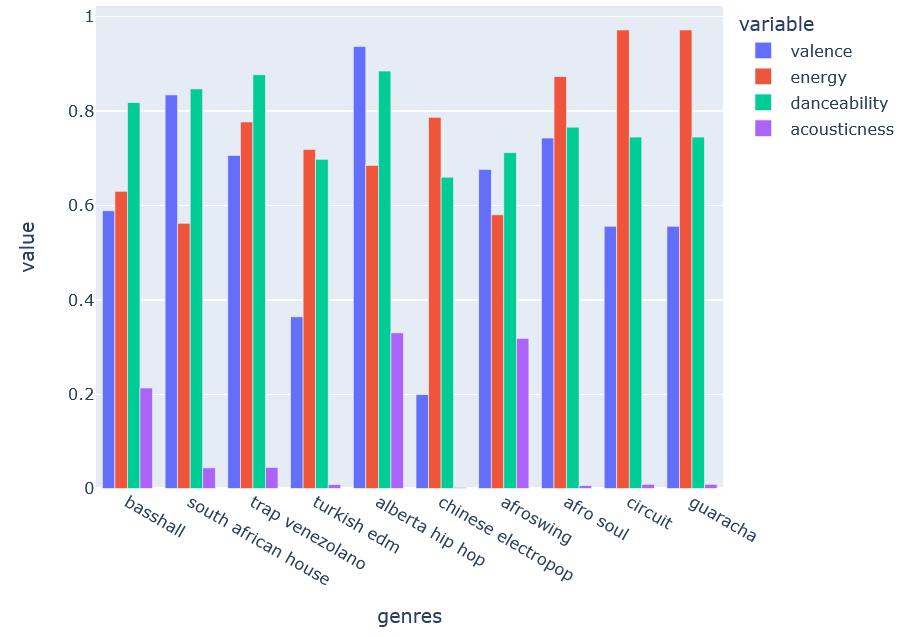 1
0.8
0.6
0.4
0.2
0
value
basshall
south african house
trap venezolano
turkish edm
alberta hip hop
chinese electropop
afroswing
afro soul
circuit
guaracha
genres
variable
valence
energy
danceability
acousticness